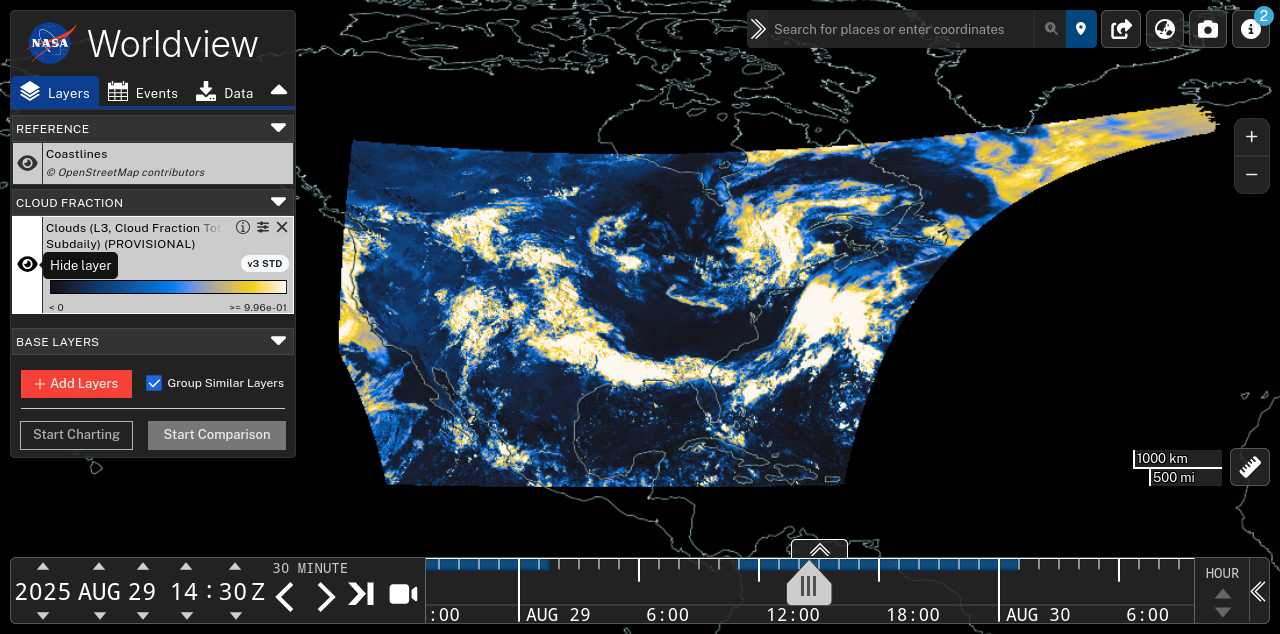 NASA Worldview
Search for places or enter coordinates
2
Layers Events Data
REFERENCE
Coastlines
© OpenStreetMap contributors
CLOUD FRACTION
Clouds (L3, Cloud Fraction Tot
Subdaily) (PROVISIONAL)
Hide layer
v3 STD
< 0 >= 9.96e-01
BASE LAYERS
+ Add Layers Group Similar Layers
Start Charting Start Comparison
+
−
1000 km
500 mi
30 MINUTE
2025 AUG 29 14 : 30 Z
:00 AUG 29 6:00 12:00 18:00 AUG 30 6:00
HOUR